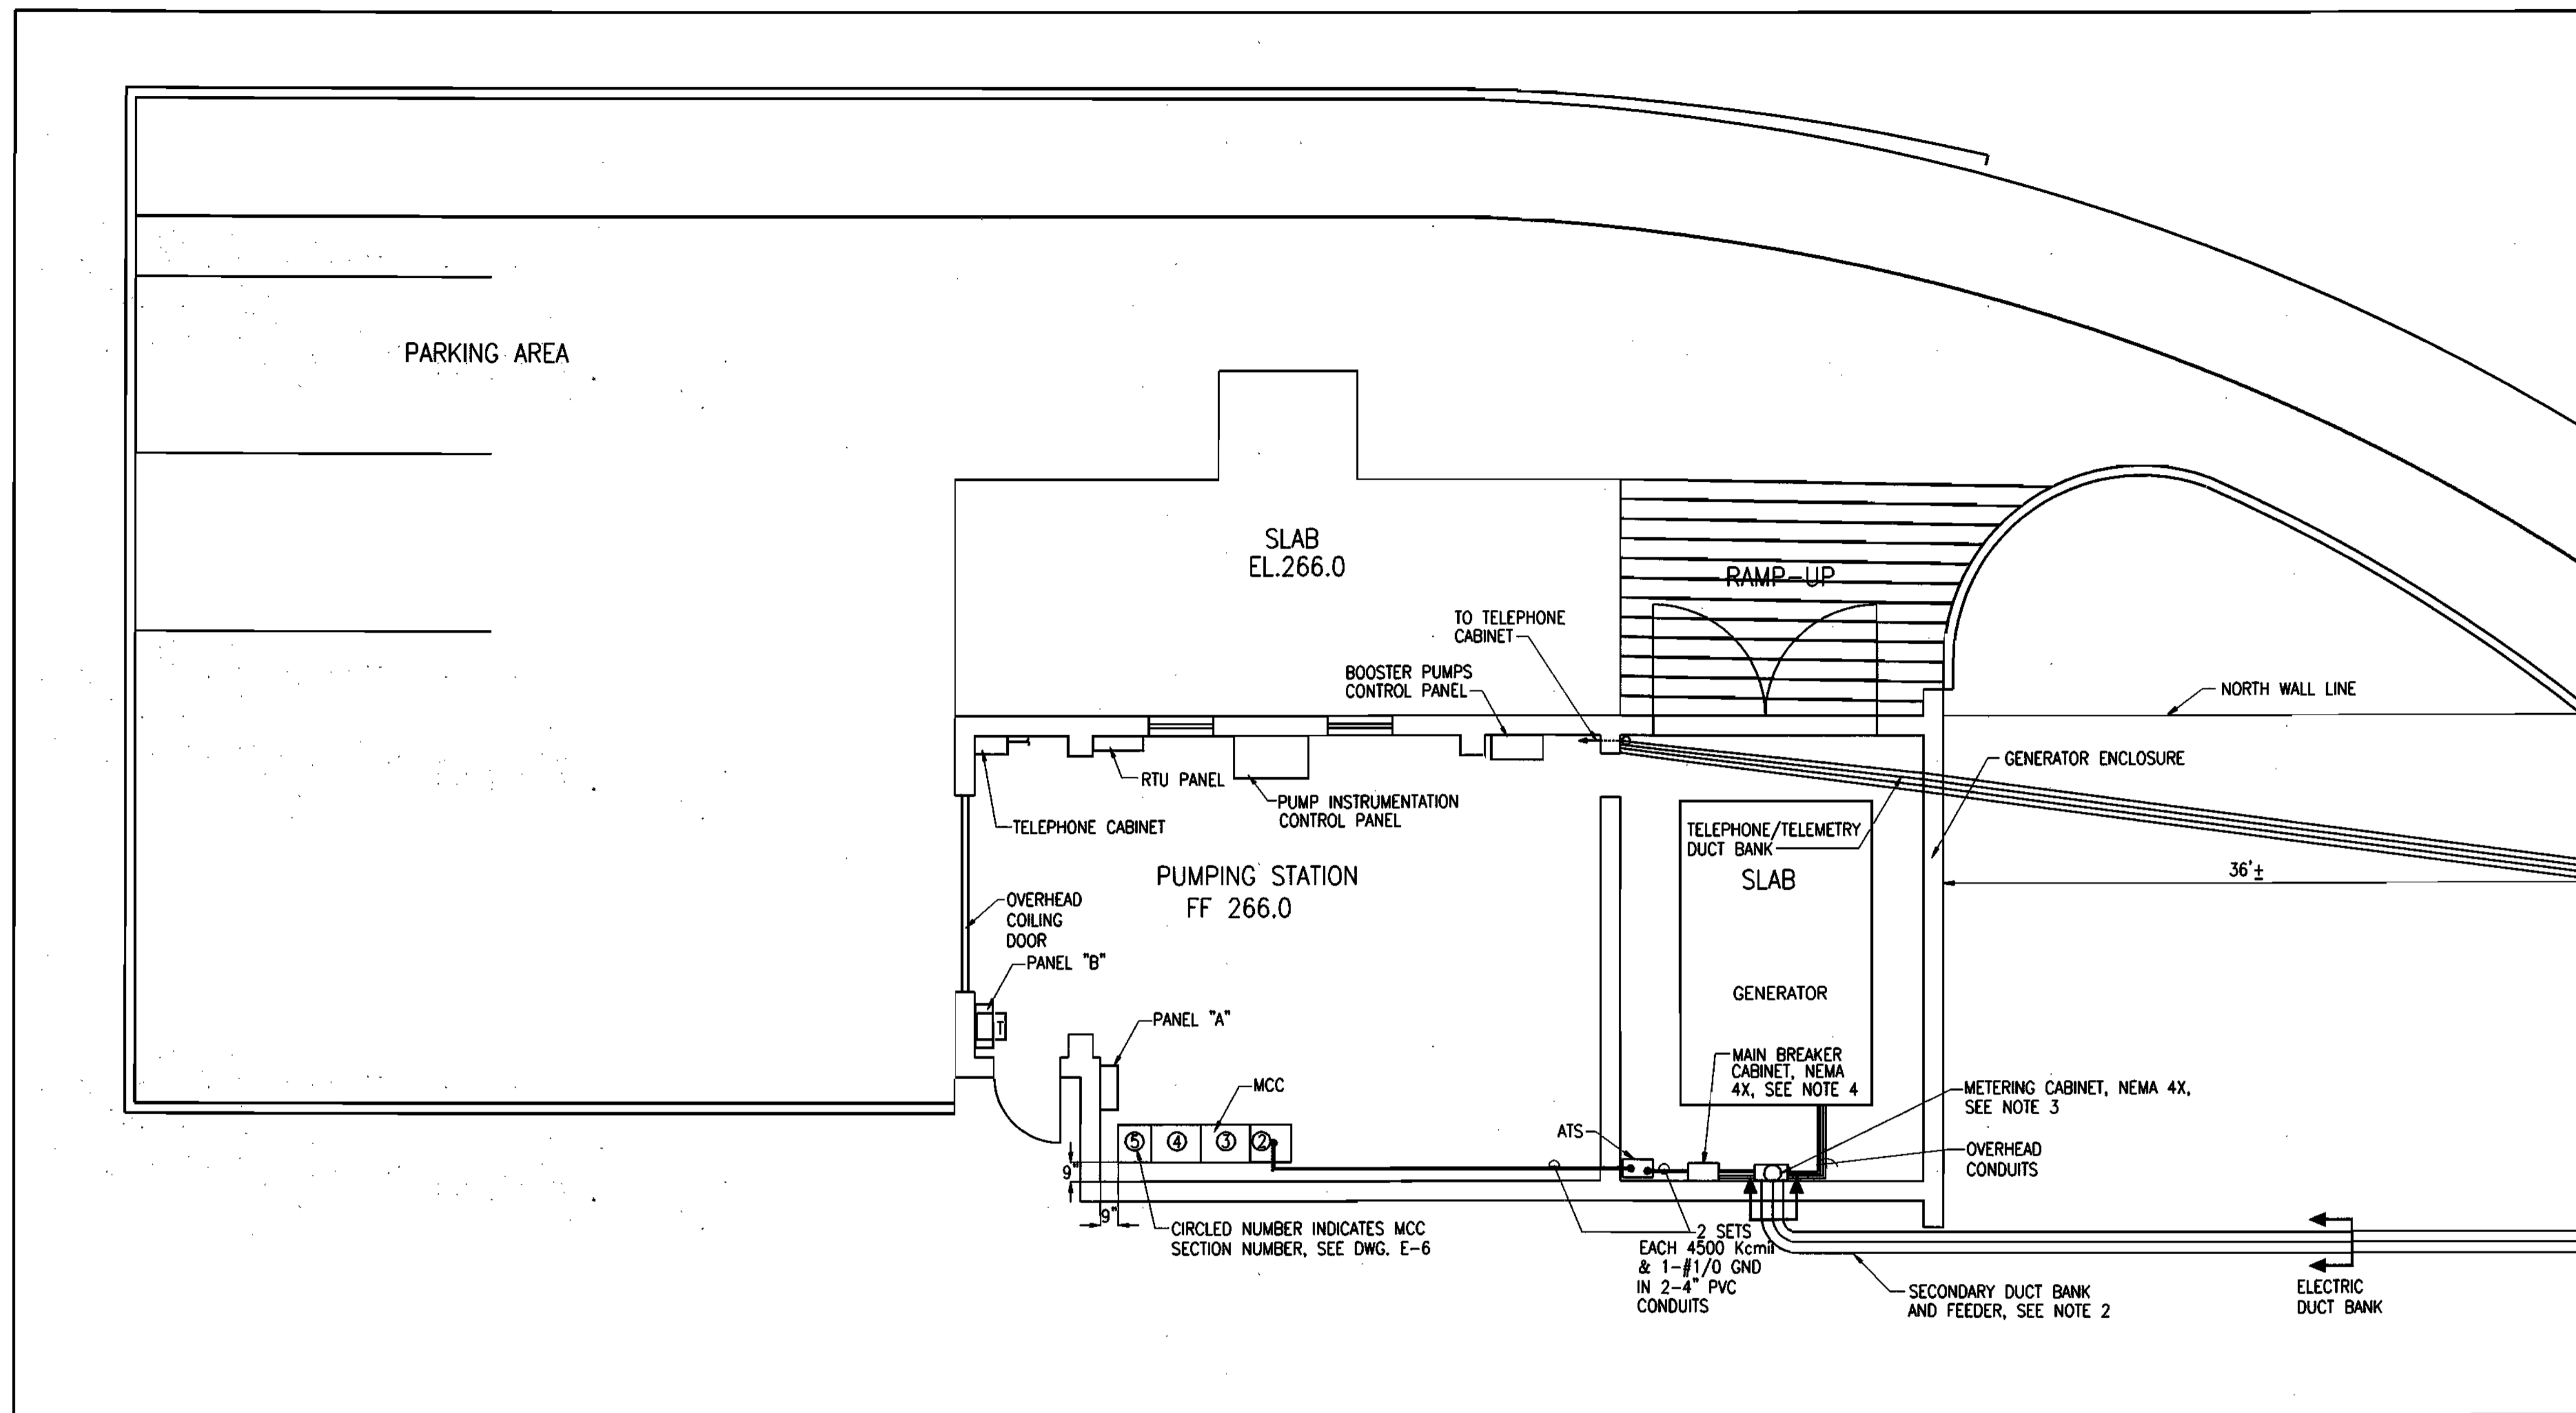 PARKING AREA
SLAB
EL.266.0
RAMP-UP
TO TELEPHONE
CABINET
BOOSTER PUMPS
CONTROL PANEL
NORTH WALL LINE
GENERATOR ENCLOSURE
RTU PANEL
PUMP INSTRUMENTATION
CONTROL PANEL
TELEPHONE CABINET
TELEPHONE/TELEMETRY
DUCT BANK
SLAB
36'±
PUMPING STATION
FF 266.0
OVERHEAD
COILING
DOOR
PANEL "B"
T
GENERATOR
PANEL "A"
MAIN BREAKER
CABINET, NEMA
4X, SEE NOTE 4
MCC
METERING CABINET, NEMA 4X,
SEE NOTE 3
5 4 3 2
ATS
OVERHEAD
CONDUITS
9"
9"
CIRCLED NUMBER INDICATES MCC
SECTION NUMBER, SEE DWG. E-6
2 SETS
EACH 4500 Kcmil
& 1-#1/0 GND
IN 2-4" PVC
CONDUITS
SECONDARY DUCT BANK
AND FEEDER, SEE NOTE 2
ELECTRIC
DUCT BANK